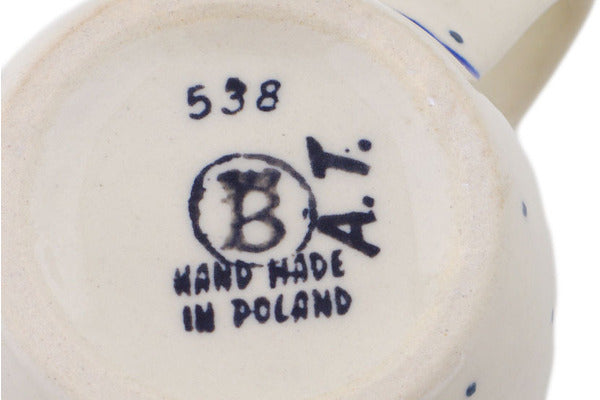 538
B
A.T.
HAND MADE
IN POLAND